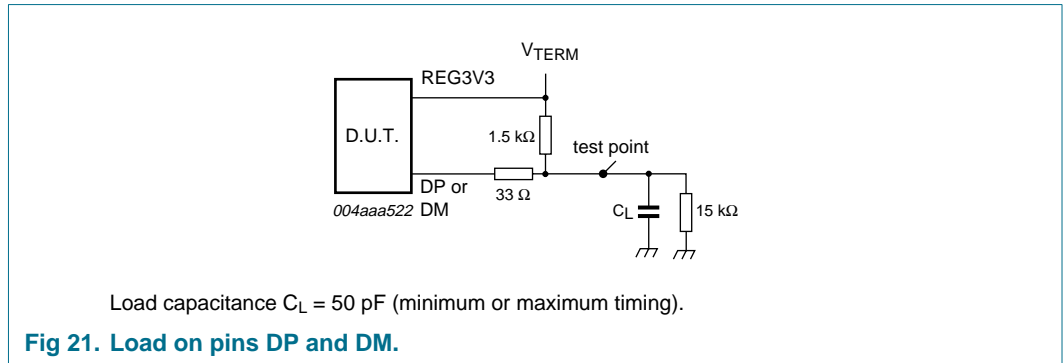 VTERM
REG3V3
D.U.T.
1.5 kΩ
test point
DP or
DM
33 Ω
004aaa522
CL
15 kΩ
Load capacitance CL = 50 pF (minimum or maximum timing).
Fig 21. Load on pins DP and DM.